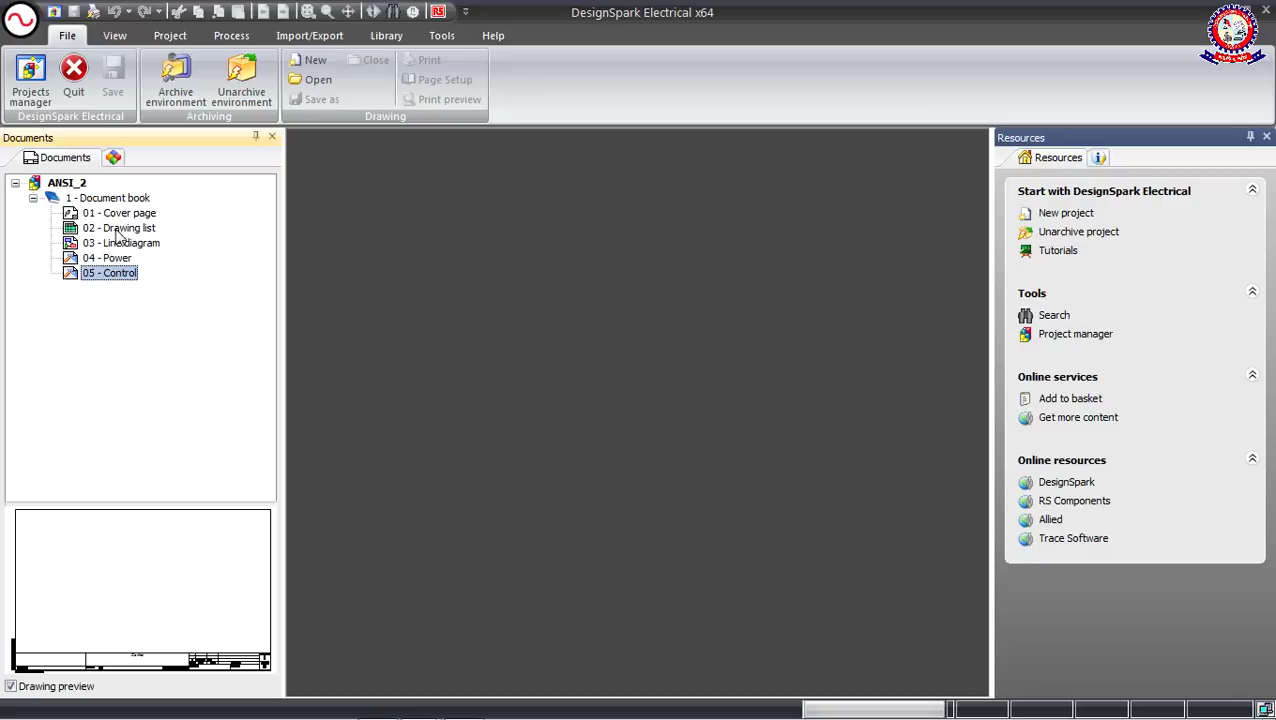 DesignSpark Electrical x64
File View Project Process Import/Export Library Tools Help
Projects manager
Quit
Save
Archive environment
Unarchive environment
New
Open
Save as
Close
Print
Page Setup
Print preview
DesignSpark Electrical
Archiving
Drawing
Documents
Documents
ANSI_2
1 - Document book
01 - Cover page
02 - Drawing list
03 - Line diagram
04 - Power
05 - Control
Drawing preview
Resources
Resources
Start with DesignSpark Electrical
New project
Unarchive project
Tutorials
Tools
Search
Project manager
Online services
Add to basket
Get more content
Online resources
DesignSpark
RS Components
Allied
Trace Software